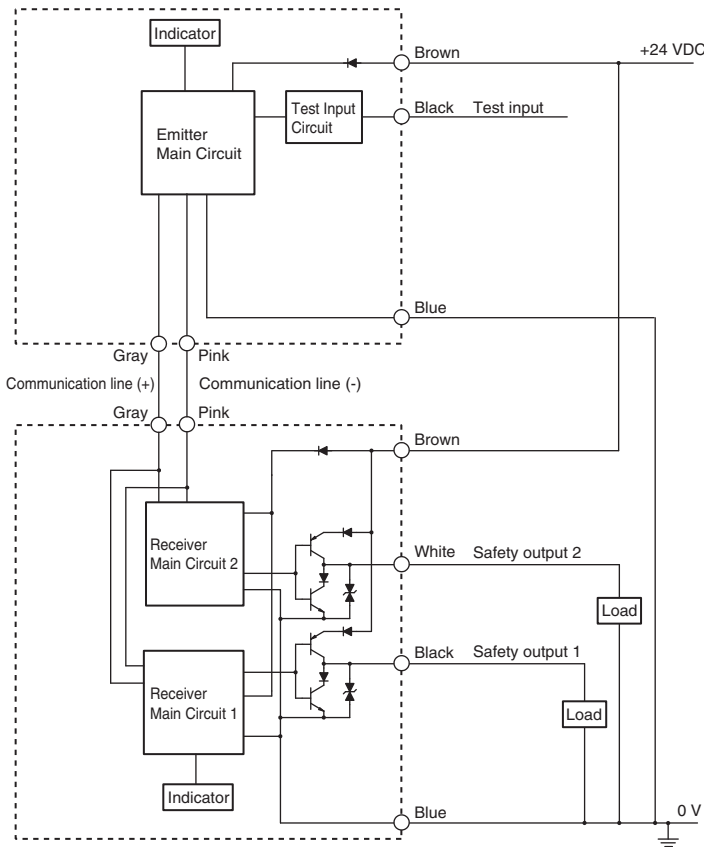 Indicator
Brown
+24 VDC
Emitter
Main Circuit
Test Input
Circuit
Black
Test input
Blue
Gray
Pink
Communication line (+)
Communication line (-)
Gray
Pink
Brown
Receiver
Main Circuit 2
White
Safety output 2
Load
Receiver
Main Circuit 1
Black
Safety output 1
Load
Indicator
Blue
0 V